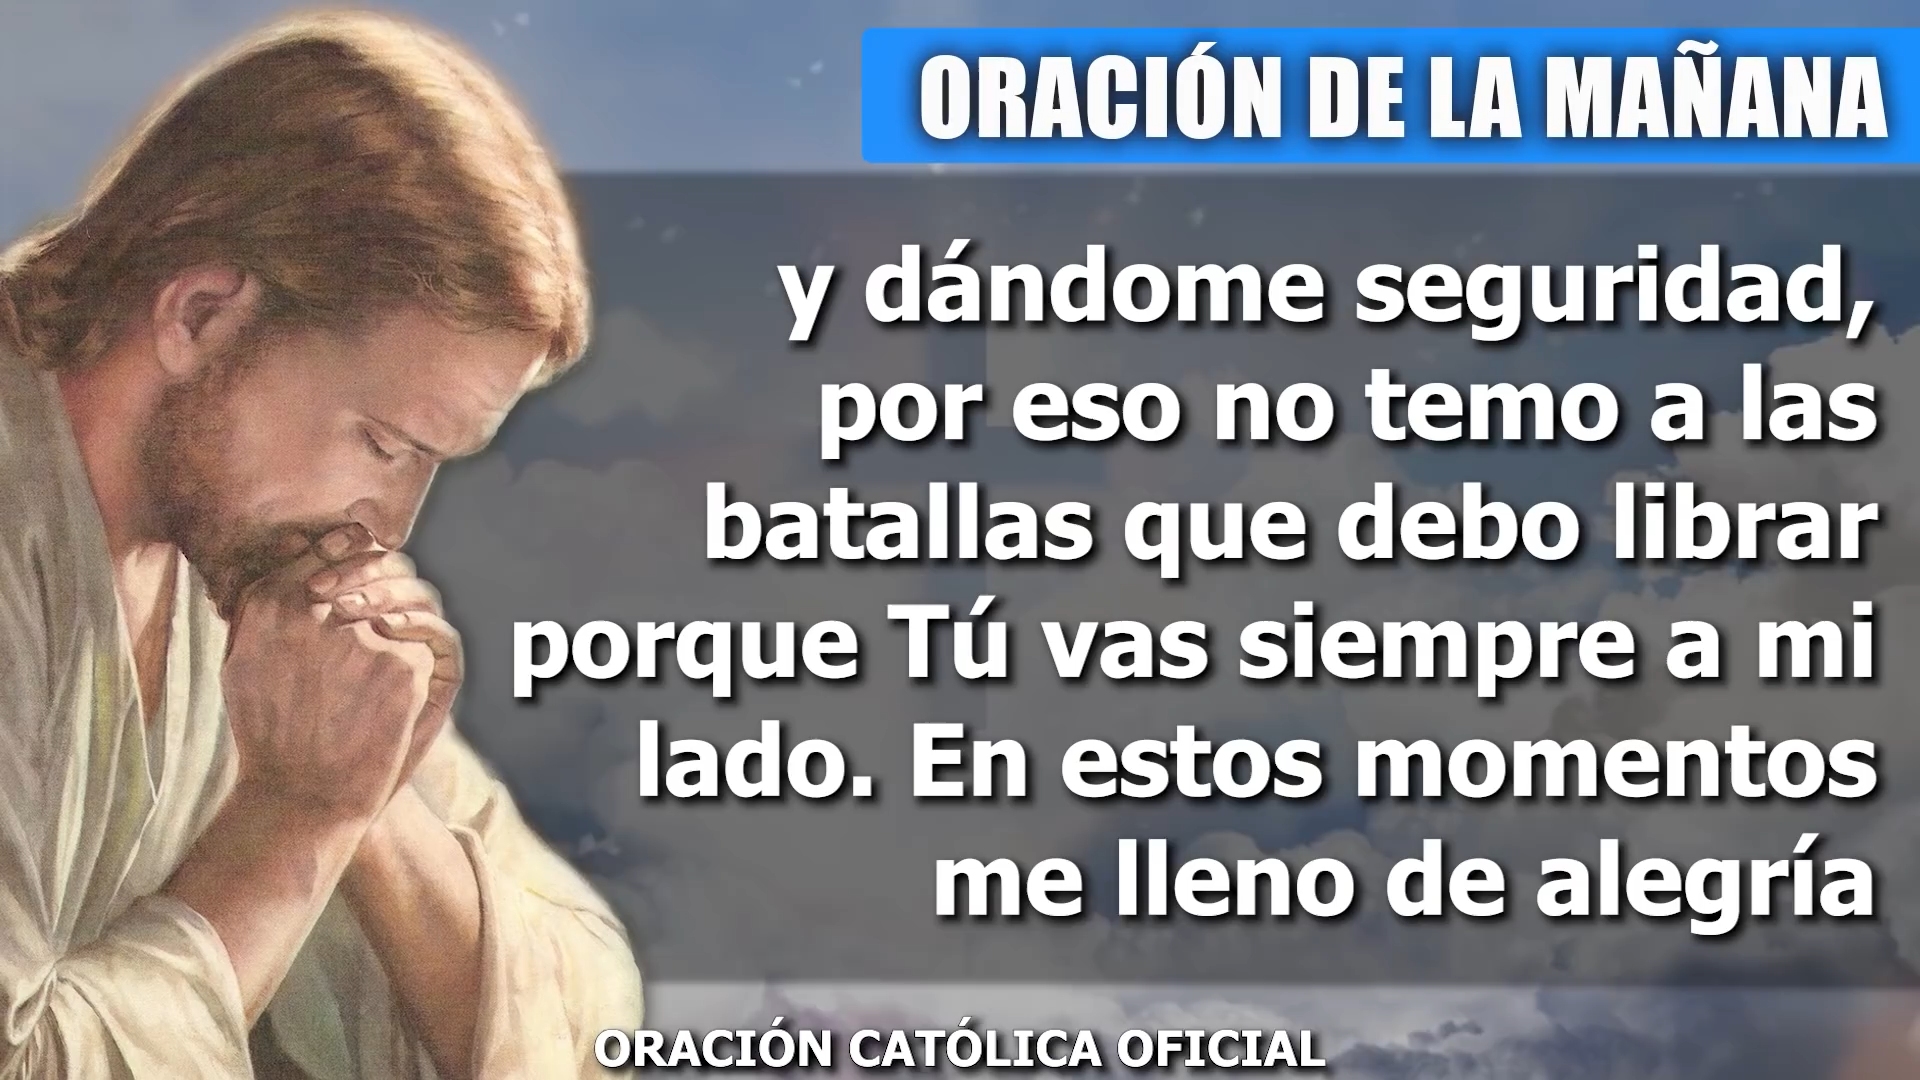 ORACIÓN DE LA MAÑANA
y dándome seguridad,
por eso no temo a las
batallas que debo librar
porque Tú vas siempre a mi
lado. En estos momentos
me lleno de alegría
ORACIÓN CATÓLICA OFICIAL